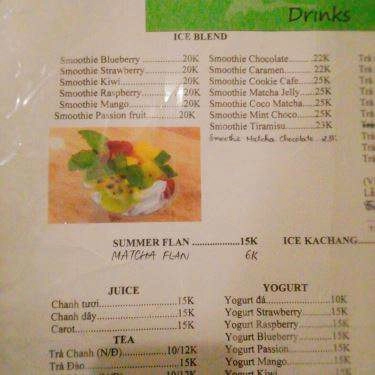 Drinks
ICE BLEND
Smoothie Blueberry 20K
Smoothie Strawberry 20K
Smoothie Kiwi 20K
Smoothie Raspberry 20K
Smoothie Mango 20K
Smoothie Passion fruit 20K
Smoothie Chocolate 22K
Smoothie Caramen 22K
Smoothie Cookie Cafe 25K
Smoothie Matcha Jelly 25K
Smoothie Coco Matcha 25K
Smoothie Mint Choco 25K
Smoothie Tiramisu 23K
Smoothie Matcha Chocolate
SUMMER FLAN 15K
MATCHA FLAN 6K
ICE KACHANG
JUICE
Chanh tươi 15K
Chanh dây 15K
Carot 15K
TEA
Trà Chanh (N/Đ) 10/12K
Trà Đào 15K
YOGURT
Yogurt đá 10K
Yogurt Strawberry 15K
Yogurt Raspberry 15K
Yogurt Blueberry 15K
Yogurt Passion 15K
Yogurt Mango 15K
Yogurt Kiwi 15K